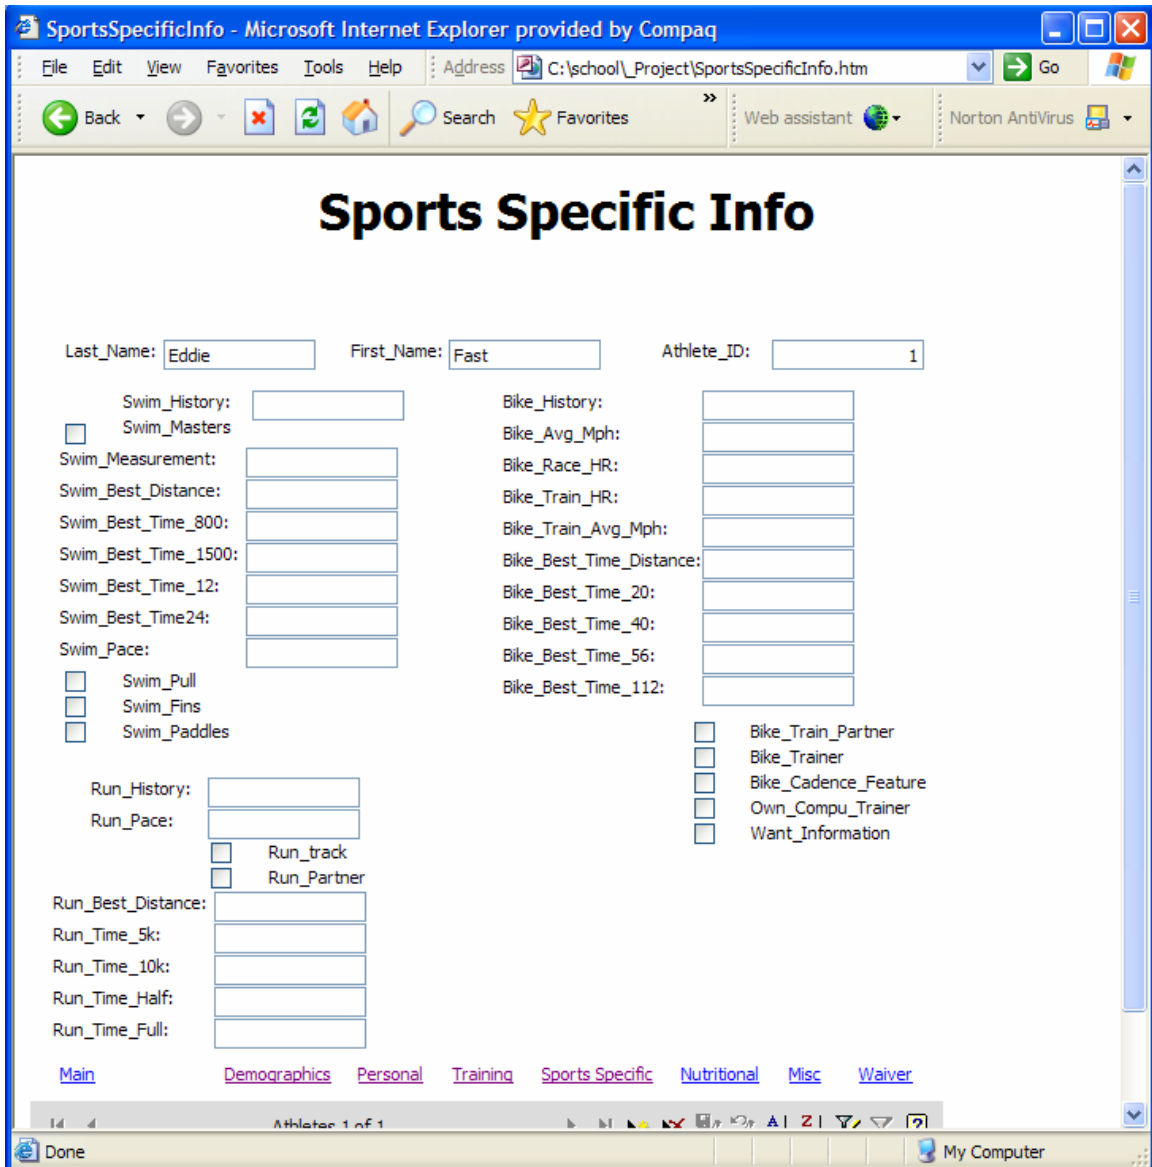 SportsSpecificInfo - Microsoft Internet Explorer provided by Compaq
File Edit View Favorites Tools Help Address C:\school\_Project\SportsSpecificInfo.htm Go
Back Search Favorites » Web assistant Norton AntiVirus
Sports Specific Info
Last_Name: Eddie First_Name: Fast Athlete_ID: 1
Swim_History: Bike_History:
Swim_Masters
Bike_Avg_Mph:
Swim_Measurement: Bike_Race_HR:
Swim_Best_Distance: Bike_Train_HR:
Swim_Best_Time_800: Bike_Train_Avg_Mph:
Swim_Best_Time_1500: Bike_Best_Time_Distance:
Swim_Best_Time_12: Bike_Best_Time_20:
Swim_Best_Time24: Bike_Best_Time_40:
Swim_Pace: Bike_Best_Time_56:
Swim_Pull Bike_Best_Time_112:
Swim_Fins
Swim_Paddles Bike_Train_Partner
Bike_Trainer
Run_History: Bike_Cadence_Feature
Own_Compu_Trainer
Run_Pace: Want_Information
Run_track
Run_Partner
Run_Best_Distance:
Run_Time_5k:
Run_Time_10k:
Run_Time_Half:
Run_Time_Full:
Main Demographics Personal Training Sports Specific Nutritional Misc Waiver
Athletes 1 of 1
Done My Computer